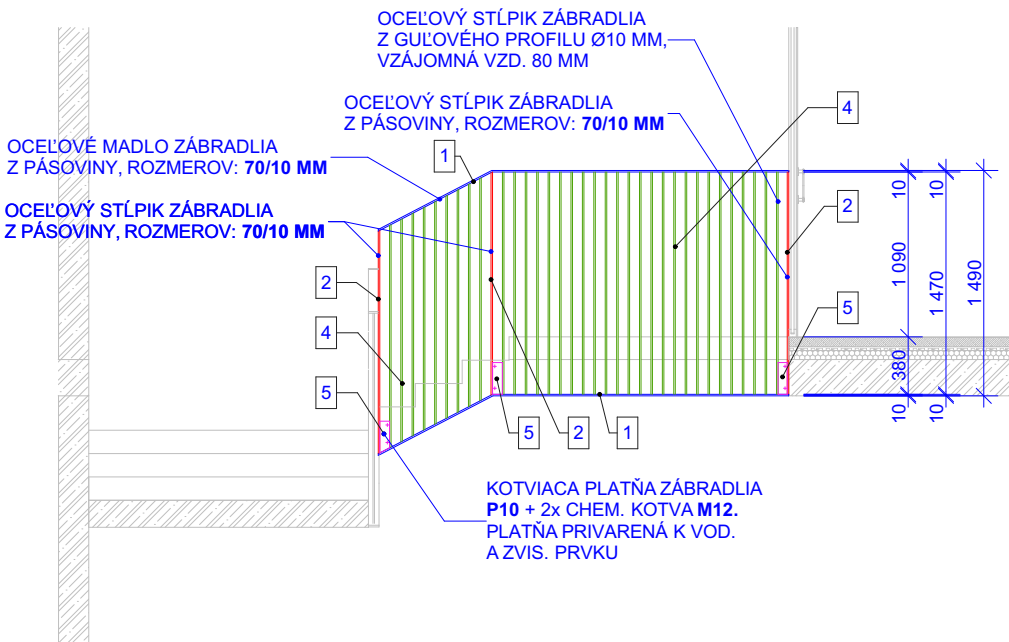 OCEĽOVÝ STĹPIK ZÁBRADLIA
Z GUĽOVÉHO PROFILU Ø10 MM,
VZÁJOMNÁ VZD. 80 MM
OCEĽOVÝ STĹPIK ZÁBRADLIA
Z PÁSOVINY, ROZMEROV: 70/10 MM
OCEĽOVÉ MADLO ZÁBRADLIA
Z PÁSOVINY, ROZMEROV: 70/10 MM
OCEĽOVÝ STĹPIK ZÁBRADLIA
Z PÁSOVINY, ROZMEROV: 70/10 MM
1
4
2
2
4
5
5
5
2
1
10
10
1 090
1 470
1 490
380
10
10
KOTVIACA PLATŇA ZÁBRADLIA
P10 + 2x CHEM. KOTVA M12.
PLATŇA PRIVARENÁ K VOD.
A ZVIS. PRVKU